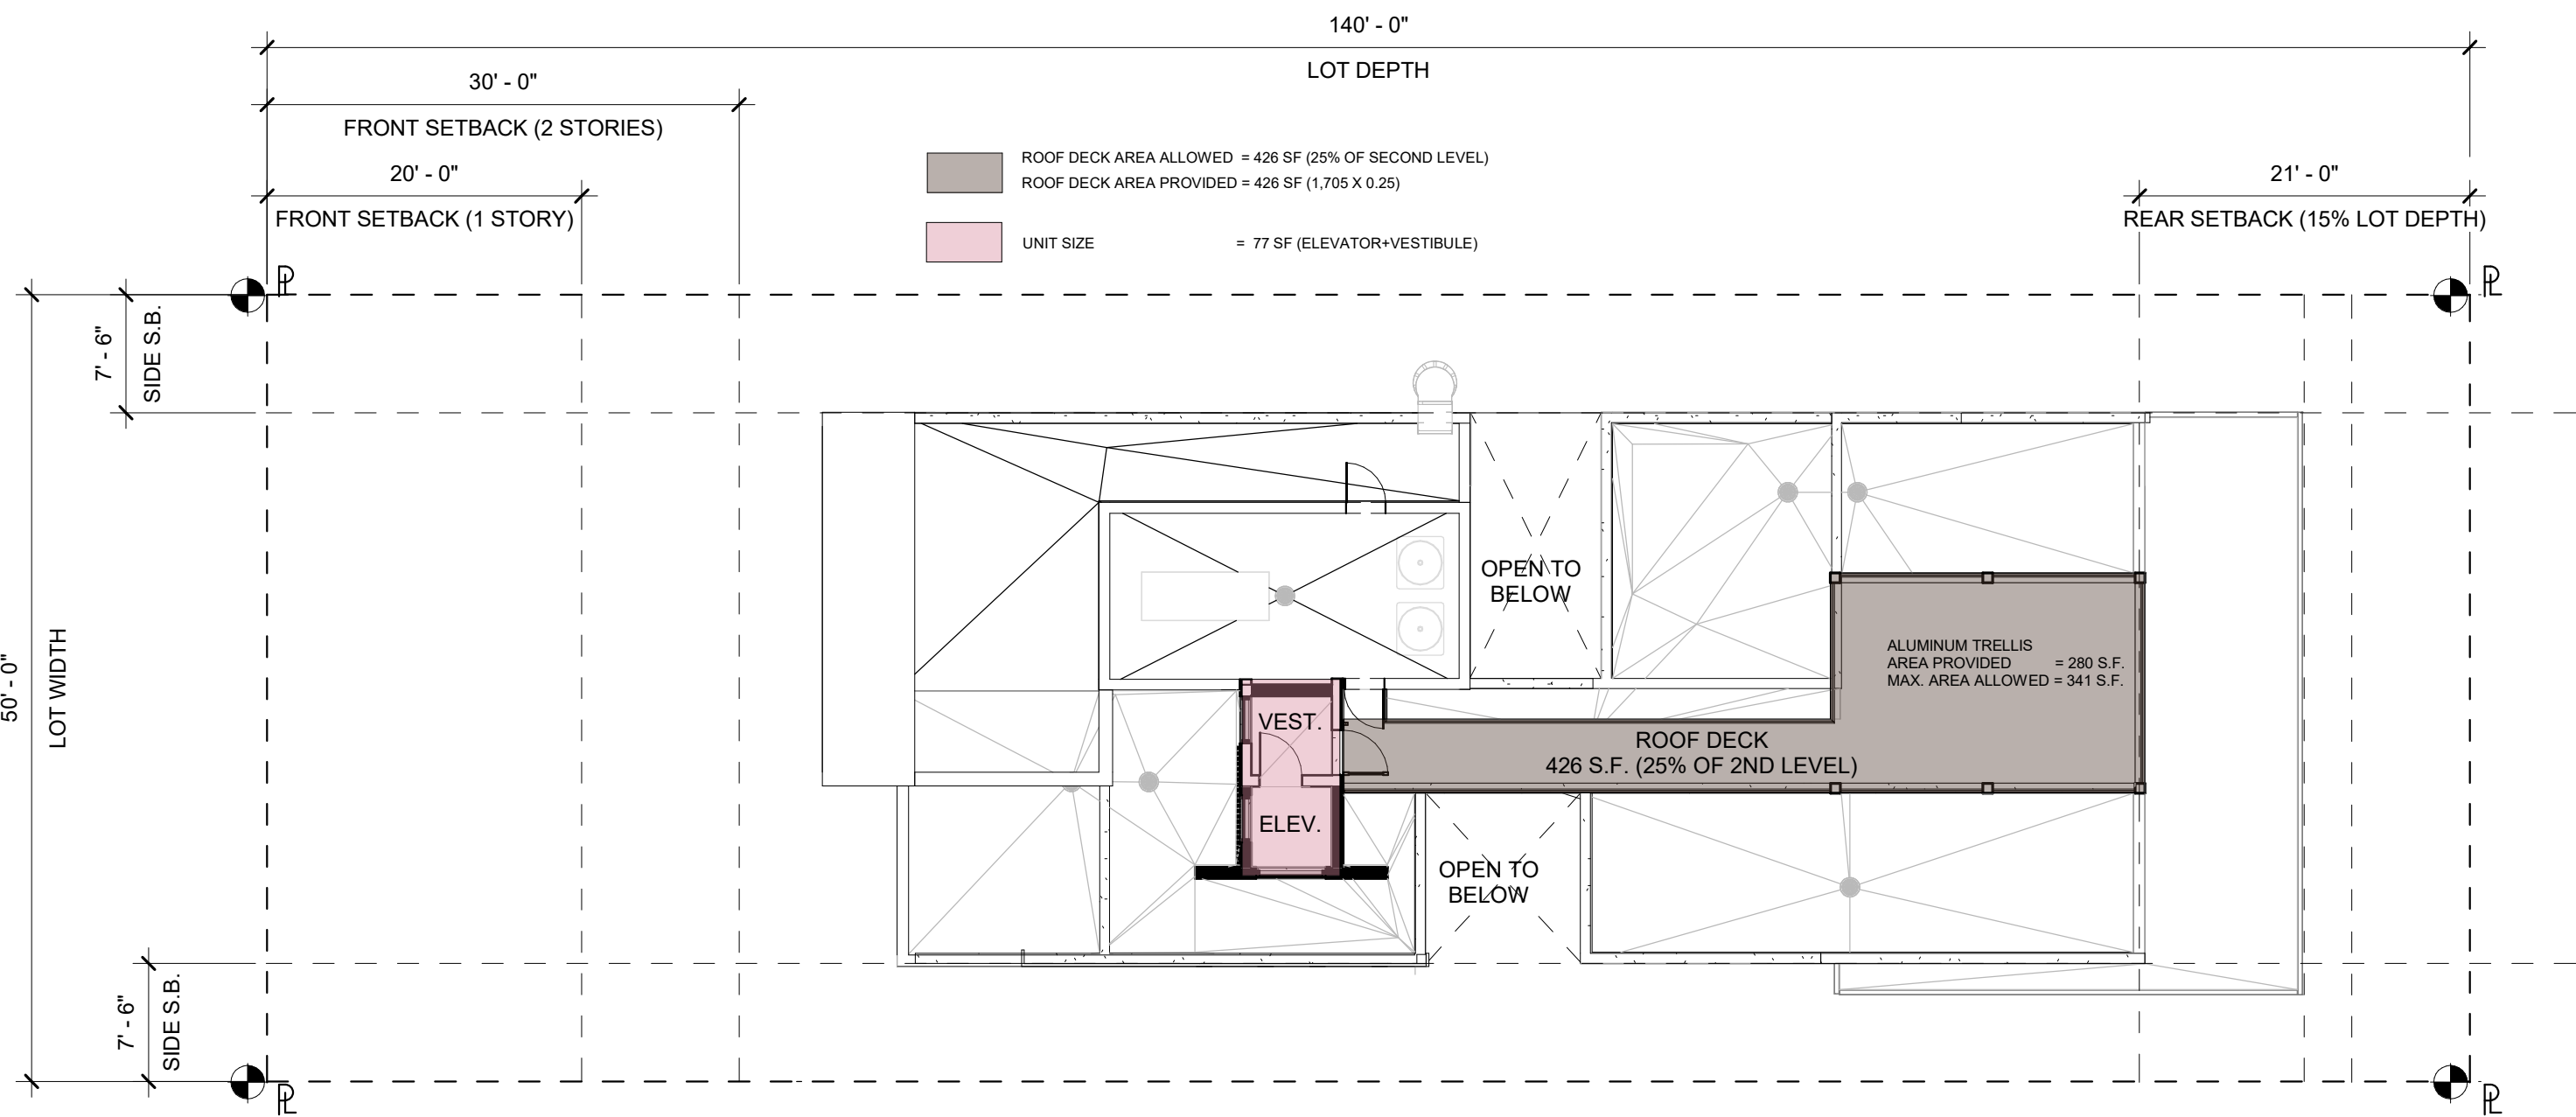 140' - 0"
LOT DEPTH
30' - 0"
FRONT SETBACK (2 STORIES)
20' - 0"
FRONT SETBACK (1 STORY)
ROOF DECK AREA ALLOWED = 426 SF (25% OF SECOND LEVEL)
ROOF DECK AREA PROVIDED = 426 SF (1,705 X 0.25)
UNIT SIZE = 77 SF (ELEVATOR+VESTIBULE)
21' - 0"
REAR SETBACK (15% LOT DEPTH)
PL
PL
7' - 6"
SIDE S.B.
50' - 0"
LOT WIDTH
OPEN TO
BELOW
ALUMINUM TRELLIS
AREA PROVIDED = 280 S.F.
MAX. AREA ALLOWED = 341 S.F.
VEST.
ROOF DECK
426 S.F. (25% OF 2ND LEVEL)
ELEV.
OPEN TO
BELOW
7' - 6"
SIDE S.B.
PL
PL